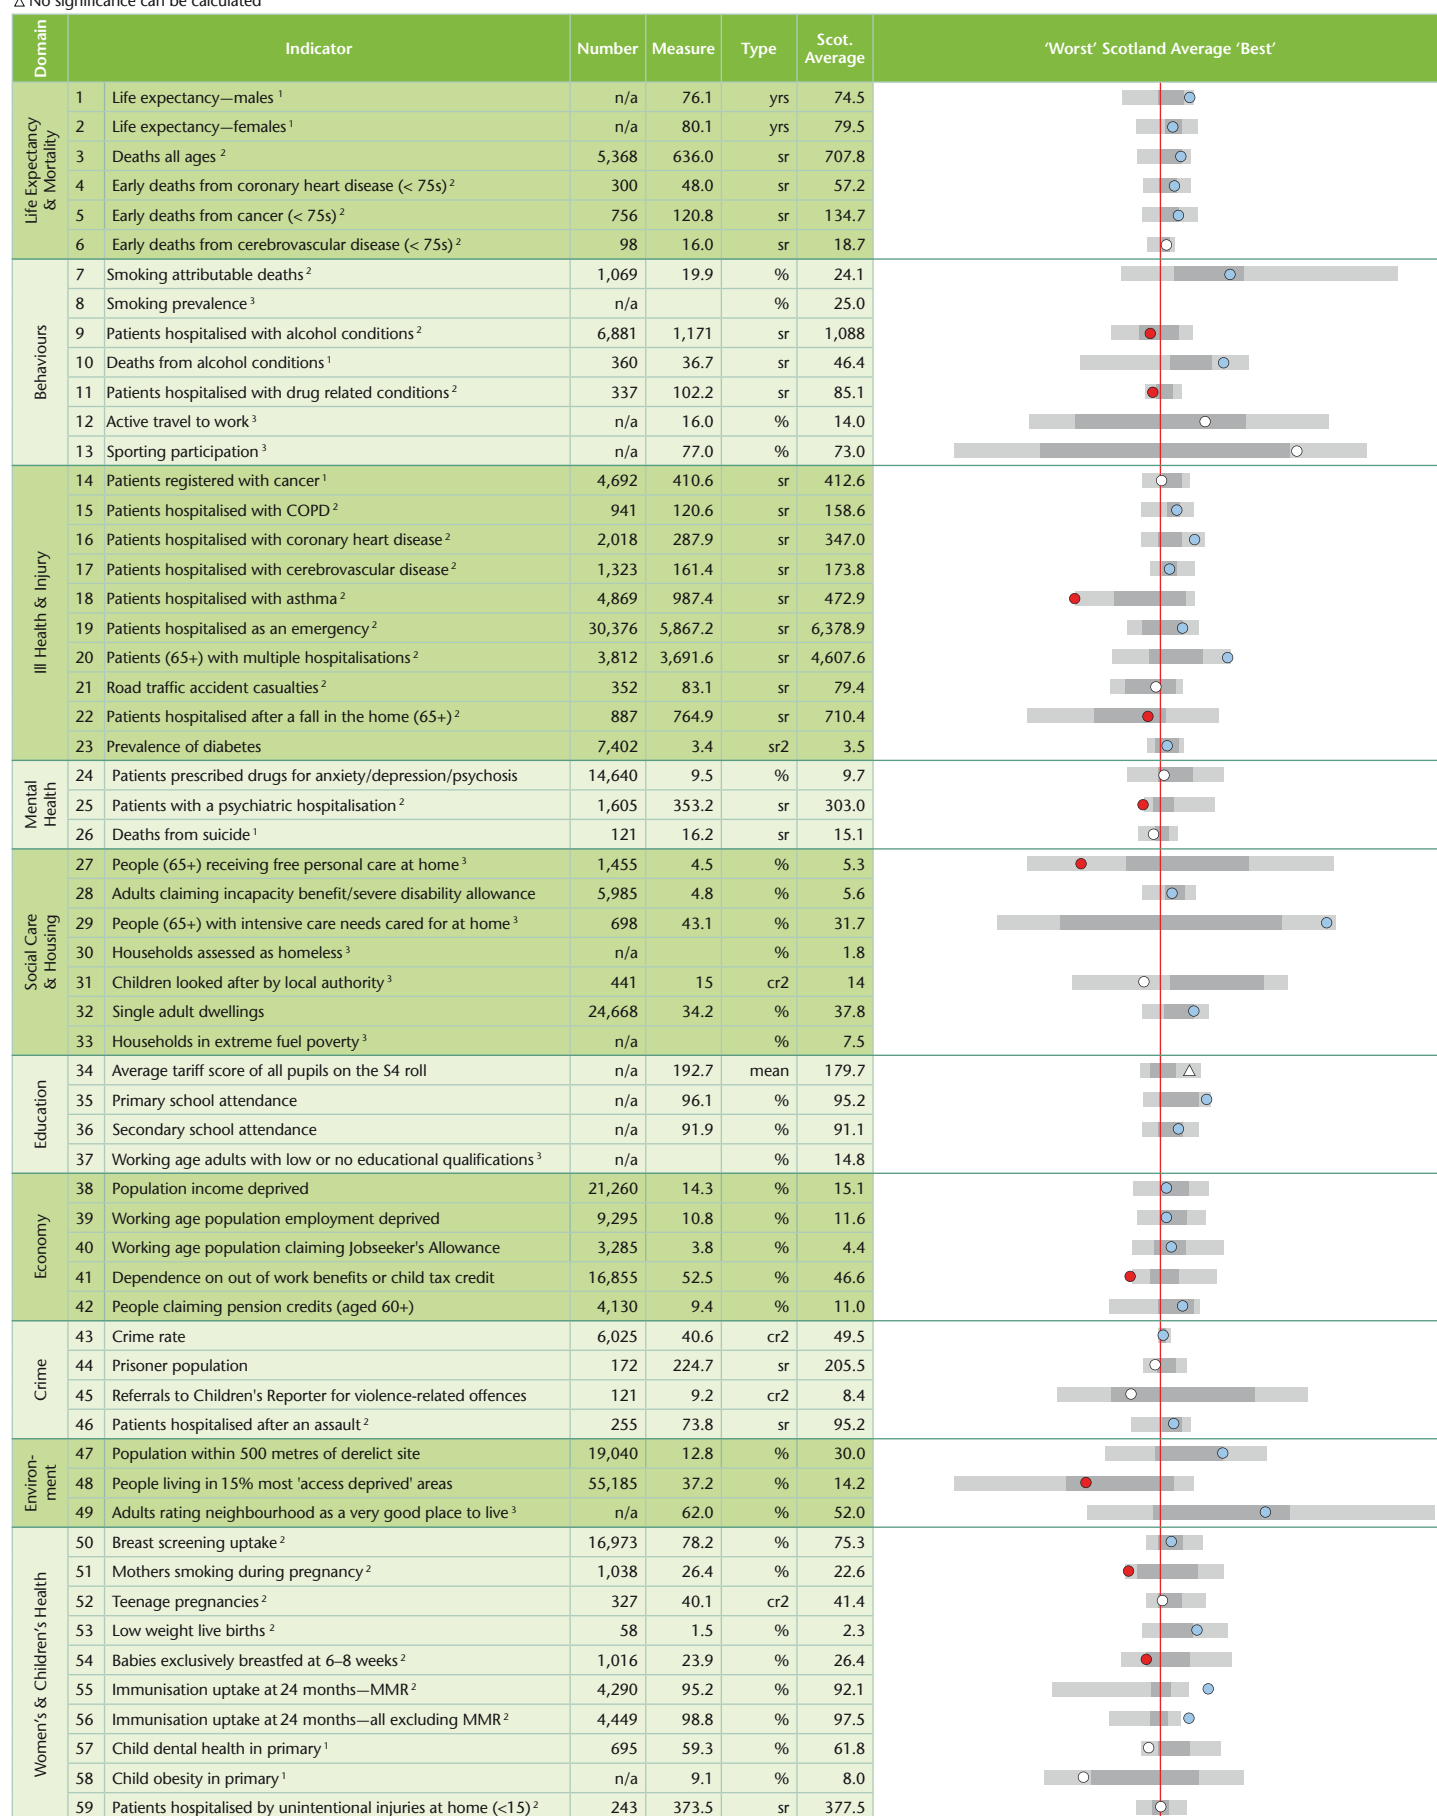 △ No significance can be calculated
Domain Indicator Number Measure Type Scot. Average ‘Worst’ Scotland Average ‘Best’
Life Expectancy & Mortality
1 Life expectancy—males 1 n/a 76.1 yrs 74.5
2 Life expectancy—females 1 n/a 80.1 yrs 79.5
3 Deaths all ages 2 5,368 636.0 sr 707.8
4 Early deaths from coronary heart disease (< 75s) 2 300 48.0 sr 57.2
5 Early deaths from cancer (< 75s) 2 756 120.8 sr 134.7
6 Early deaths from cerebrovascular disease (< 75s) 2 98 16.0 sr 18.7
Behaviours
7 Smoking attributable deaths 2 1,069 19.9 % 24.1
8 Smoking prevalence 3 n/a % 25.0
9 Patients hospitalised with alcohol conditions 2 6,881 1,171 sr 1,088
10 Deaths from alcohol conditions 1 360 36.7 sr 46.4
11 Patients hospitalised with drug related conditions 2 337 102.2 sr 85.1
12 Active travel to work 3 n/a 16.0 % 14.0
13 Sporting participation 3 n/a 77.0 % 73.0
Ill Health & Injury
14 Patients registered with cancer 1 4,692 410.6 sr 412.6
15 Patients hospitalised with COPD 2 941 120.6 sr 158.6
16 Patients hospitalised with coronary heart disease 2 2,018 287.9 sr 347.0
17 Patients hospitalised with cerebrovascular disease 2 1,323 161.4 sr 173.8
18 Patients hospitalised with asthma 2 4,869 987.4 sr 472.9
19 Patients hospitalised as an emergency 2 30,376 5,867.2 sr 6,378.9
20 Patients (65+) with multiple hospitalisations 2 3,812 3,691.6 sr 4,607.6
21 Road traffic accident casualties 2 352 83.1 sr 79.4
22 Patients hospitalised after a fall in the home (65+) 2 887 764.9 sr 710.4
23 Prevalence of diabetes 7,402 3.4 sr2 3.5
Mental Health
24 Patients prescribed drugs for anxiety/depression/psychosis 14,640 9.5 % 9.7
25 Patients with a psychiatric hospitalisation 2 1,605 353.2 sr 303.0
26 Deaths from suicide 1 121 16.2 sr 15.1
Social Care & Housing
27 People (65+) receiving free personal care at home 3 1,455 4.5 % 5.3
28 Adults claiming incapacity benefit/severe disability allowance 5,985 4.8 % 5.6
29 People (65+) with intensive care needs cared for at home 3 698 43.1 % 31.7
30 Households assessed as homeless 3 n/a % 1.8
31 Children looked after by local authority 3 441 15 cr2 14
32 Single adult dwellings 24,668 34.2 % 37.8
33 Households in extreme fuel poverty 3 n/a % 7.5
Education
34 Average tariff score of all pupils on the S4 roll n/a 192.7 mean 179.7
35 Primary school attendance n/a 96.1 % 95.2
36 Secondary school attendance n/a 91.9 % 91.1
37 Working age adults with low or no educational qualifications 3 n/a % 14.8
Economy
38 Population income deprived 21,260 14.3 % 15.1
39 Working age population employment deprived 9,295 10.8 % 11.6
40 Working age population claiming Jobseeker's Allowance 3,285 3.8 % 4.4
41 Dependence on out of work benefits or child tax credit 16,855 52.5 % 46.6
42 People claiming pension credits (aged 60+) 4,130 9.4 % 11.0
Crime
43 Crime rate 6,025 40.6 cr2 49.5
44 Prisoner population 172 224.7 sr 205.5
45 Referrals to Children's Reporter for violence-related offences 121 9.2 cr2 8.4
46 Patients hospitalised after an assault 2 255 73.8 sr 95.2
Environ- ment
47 Population within 500 metres of derelict site 19,040 12.8 % 30.0
48 People living in 15% most 'access deprived' areas 55,185 37.2 % 14.2
49 Adults rating neighbourhood as a very good place to live 3 n/a 62.0 % 52.0
Women's & Children's Health
50 Breast screening uptake 2 16,973 78.2 % 75.3
51 Mothers smoking during pregnancy 2 1,038 26.4 % 22.6
52 Teenage pregnancies 2 327 40.1 cr2 41.4
53 Low weight live births 2 58 1.5 % 2.3
54 Babies exclusively breastfed at 6–8 weeks 2 1,016 23.9 % 26.4
55 Immunisation uptake at 24 months—MMR 2 4,290 95.2 % 92.1
56 Immunisation uptake at 24 months—all excluding MMR 2 4,449 98.8 % 97.5
57 Child dental health in primary 1 695 59.3 % 61.8
58 Child obesity in primary 1 n/a 9.1 % 8.0
59 Patients hospitalised by unintentional injuries at home (<15) 2 243 373.5 sr 377.5